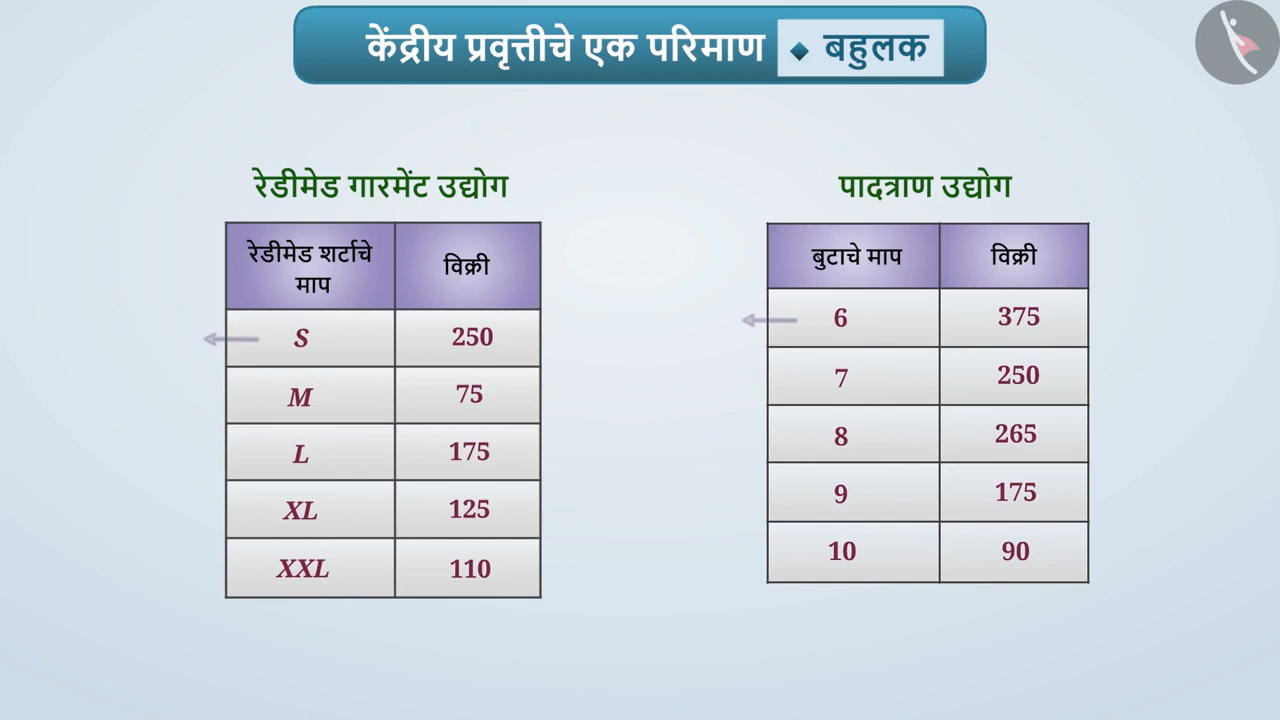 केंद्रीय प्रवृत्तीचे एक परिमाण ◆ बहुलक
रेडीमेड गारमेंट उद्योग
रेडीमेड शर्टाचे माप विक्री
S 250
M 75
L 175
XL 125
XXL 110
पादत्राण उद्योग
बुटाचे माप विक्री
6 375
7 250
8 265
9 175
10 90